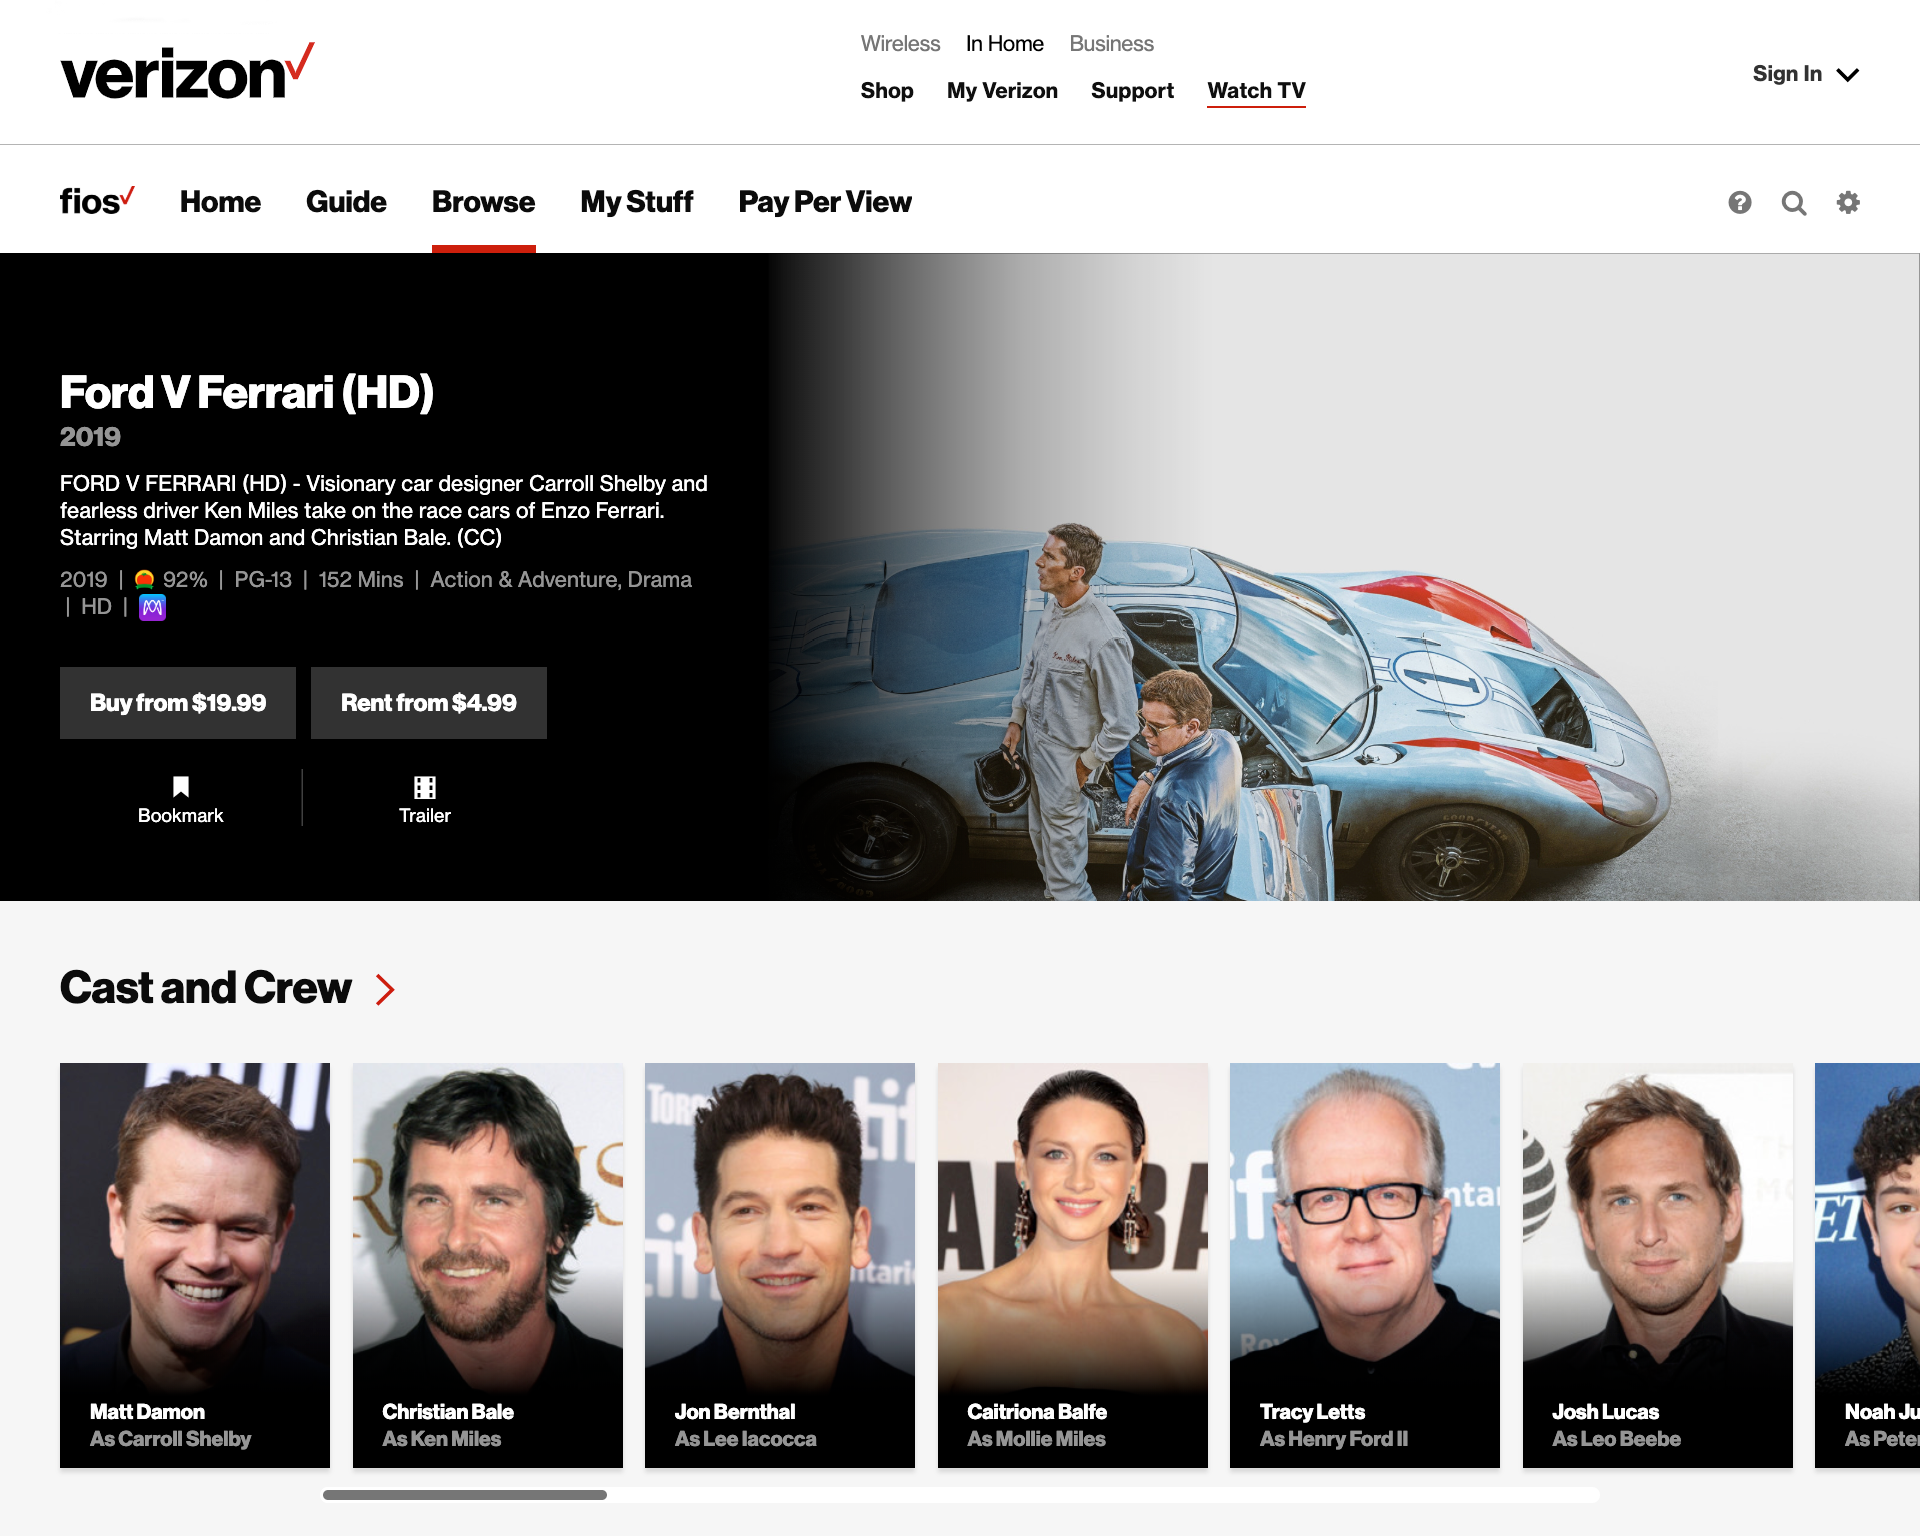 verizon
Wireless In Home Business
Shop My Verizon Support Watch TV
Sign In
fios Home Guide Browse My Stuff Pay Per View
Ford V Ferrari (HD)
2019
FORD V FERRARI (HD) - Visionary car designer Carroll Shelby and
fearless driver Ken Miles take on the race cars of Enzo Ferrari.
Starring Matt Damon and Christian Bale. (CC)
2019 | 92% | PG-13 | 152 Mins | Action & Adventure, Drama
| HD |
Buy from $19.99
Rent from $4.99
Bookmark
Trailer
1
Cast and Crew
Matt Damon
As Carroll Shelby
Christian Bale
As Ken Miles
Jon Bernthal
As Lee Iacocca
Caitriona Balfe
As Mollie Miles
Tracy Letts
As Henry Ford II
Josh Lucas
As Leo Beebe
Noah Ju
As Peter